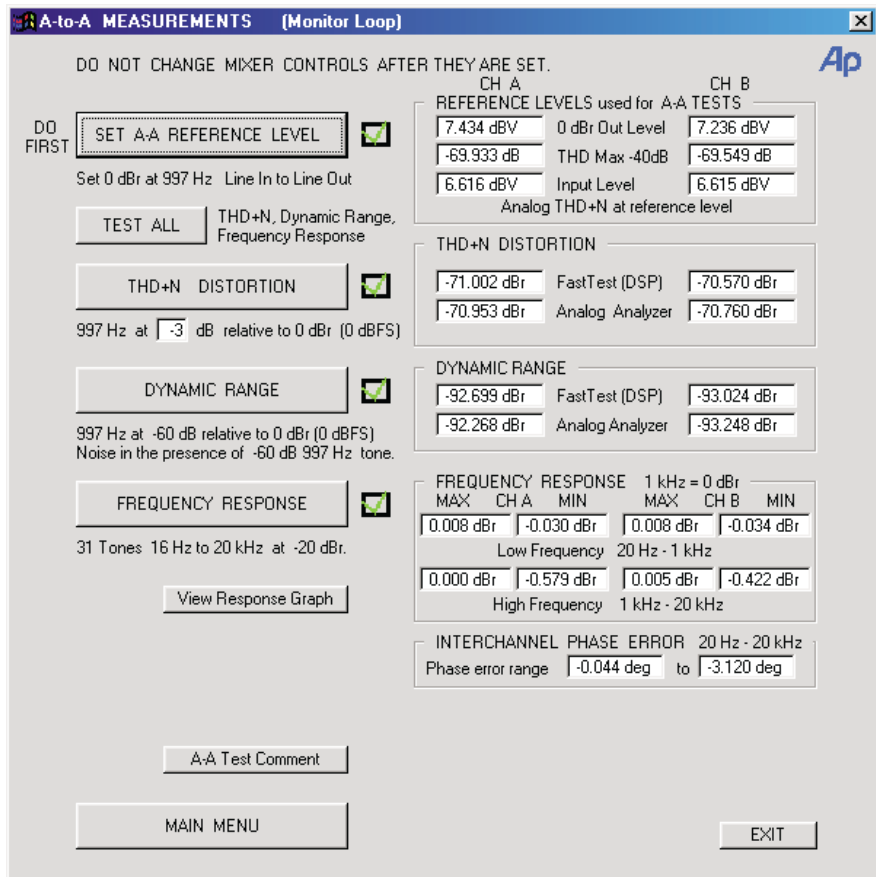 A-to-A MEASUREMENTS (Monitor Loop)
Ap
DO NOT CHANGE MIXER CONTROLS AFTER THEY ARE SET.
DO FIRST
SET A-A REFERENCE LEVEL
Set 0 dBr at 997 Hz Line In to Line Out
TEST ALL
THD+N, Dynamic Range,
Frequency Response
THD+N DISTORTION
997 Hz at -3 dB relative to 0 dBr (0 dBFS)
DYNAMIC RANGE
997 Hz at -60 dB relative to 0 dBr (0 dBFS)
Noise in the presence of -60 dB 997 Hz tone.
FREQUENCY RESPONSE
31 Tones 16 Hz to 20 kHz at -20 dBr.
View Response Graph
A-A Test Comment
MAIN MENU
CH A CH B
REFERENCE LEVELS used for A-A TESTS
7.434 dBV 0 dBr Out Level 7.236 dBV
-69.933 dB THD Max -40dB -69.549 dB
6.616 dBV Input Level 6.615 dBV
Analog THD+N at reference level
THD+N DISTORTION
-71.002 dBr FastTest (DSP) -70.570 dBr
-70.953 dBr Analog Analyzer -70.760 dBr
DYNAMIC RANGE
-92.699 dBr FastTest (DSP) -93.024 dBr
-92.268 dBr Analog Analyzer -93.248 dBr
FREQUENCY RESPONSE 1 kHz = 0 dBr
MAX CH A MIN MAX CH B MIN
0.008 dBr -0.030 dBr 0.008 dBr -0.034 dBr
Low Frequency 20 Hz - 1 kHz
0.000 dBr -0.579 dBr 0.005 dBr -0.422 dBr
High Frequency 1 kHz - 20 kHz
INTERCHANNEL PHASE ERROR 20 Hz - 20 kHz
Phase error range -0.044 deg to -3.120 deg
EXIT